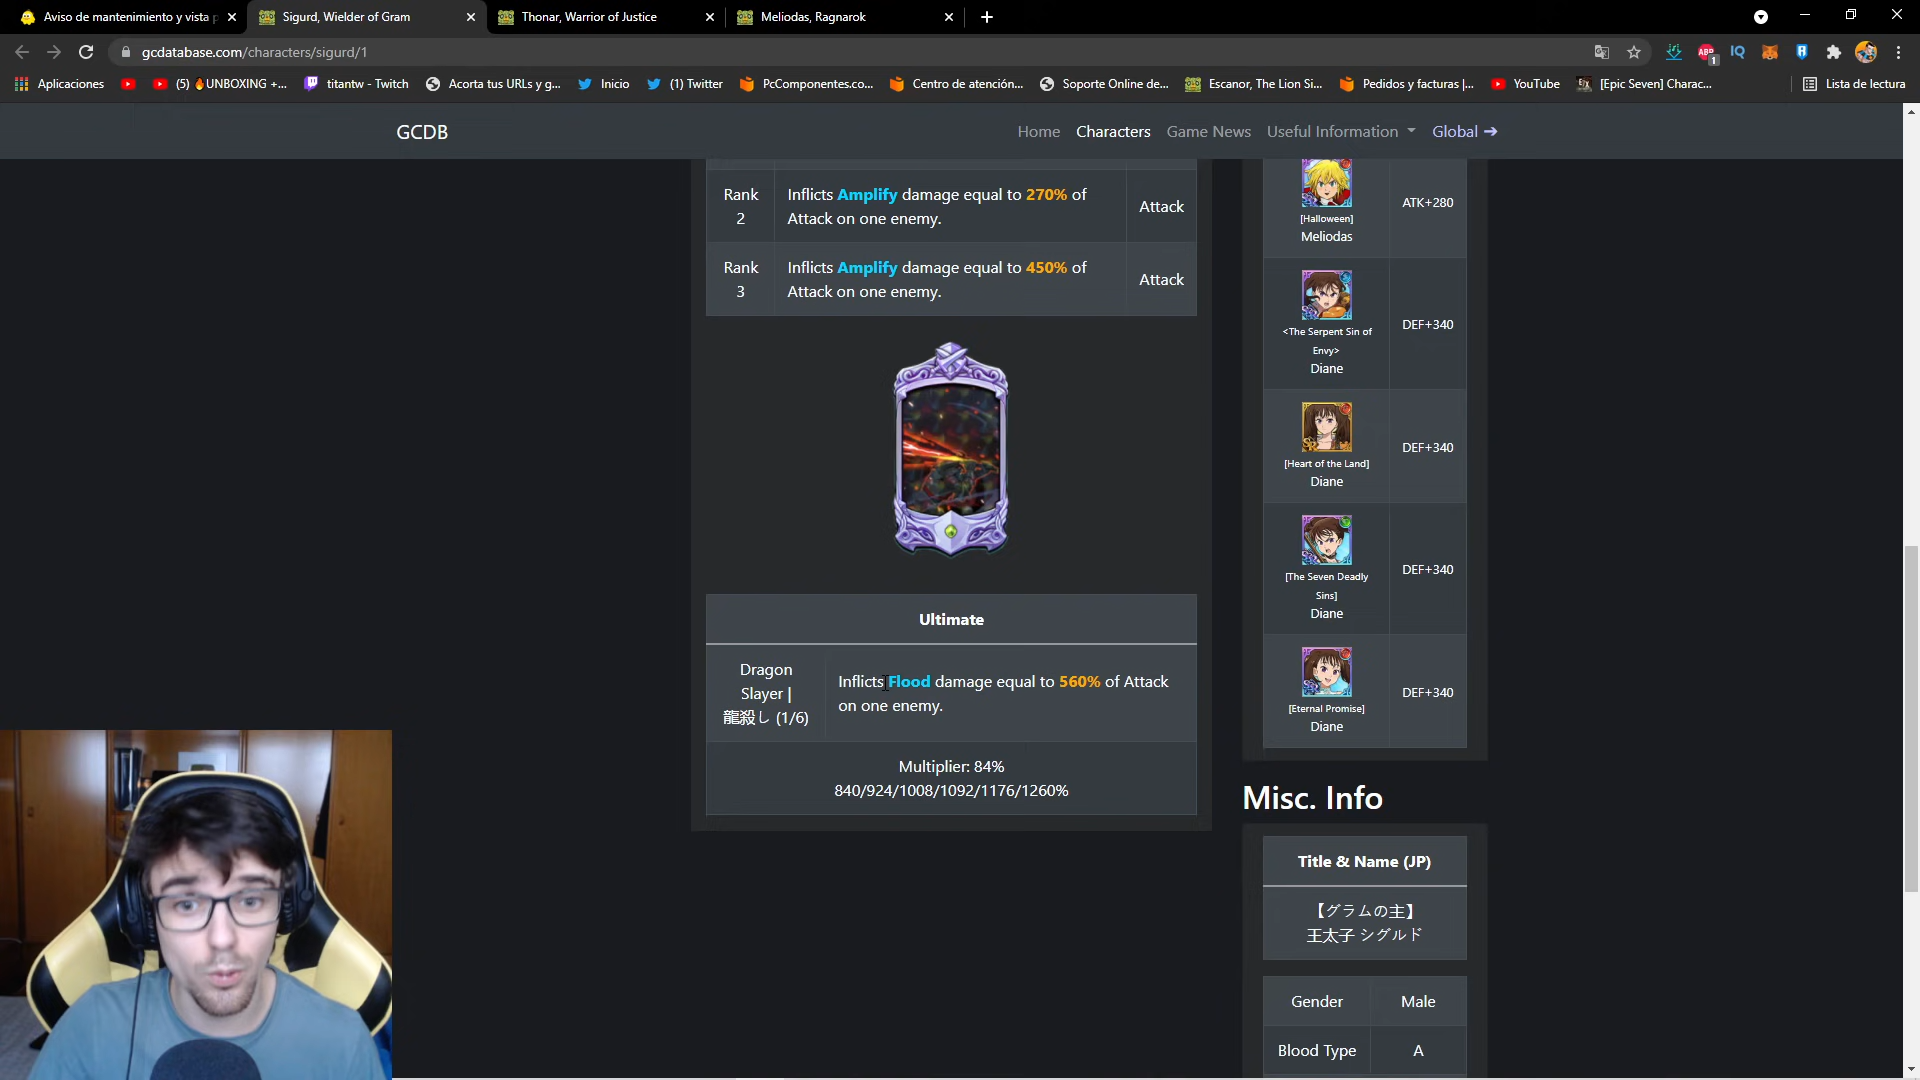 Aviso de mantenimiento y vista p
Sigurd, Wielder of Gram
Thonar, Warrior of Justice
Meliodas, Ragnarok
gcdatabase.com/characters/sigurd/1
ABP
1
IQ
Aplicaciones
(5) 🔥UNBOXING +...
titantw - Twitch
Acorta tus URLs y g...
Inicio
(1) Twitter
PcComponentes.co...
Centro de atención...
Soporte Online de...
Escanor, The Lion Si...
Pedidos y facturas |...
YouTube
[Epic Seven] Charac...
Lista de lectura
GCDB
Home
Characters
Game News
Useful Information
Global ➔
Rank
2
Inflicts Amplify damage equal to 270% of
Attack on one enemy.
Attack
Rank
3
Inflicts Amplify damage equal to 450% of
Attack on one enemy.
Attack
Ultimate
Dragon
Slayer |
龍殺し (1/6)
Inflicts Flood damage equal to 560% of Attack
on one enemy.
Multiplier: 84%
840/924/1008/1092/1176/1260%
[Halloween]
Meliodas
ATK+280
<The Serpent Sin of
Envy>
Diane
DEF+340
SR
[Heart of the Land]
Diane
DEF+340
[The Seven Deadly
Sins]
Diane
DEF+340
[Eternal Promise]
Diane
DEF+340
Misc. Info
Title & Name (JP)
【グラムの主】
王太子 シグルド
Gender
Male
Blood Type
A